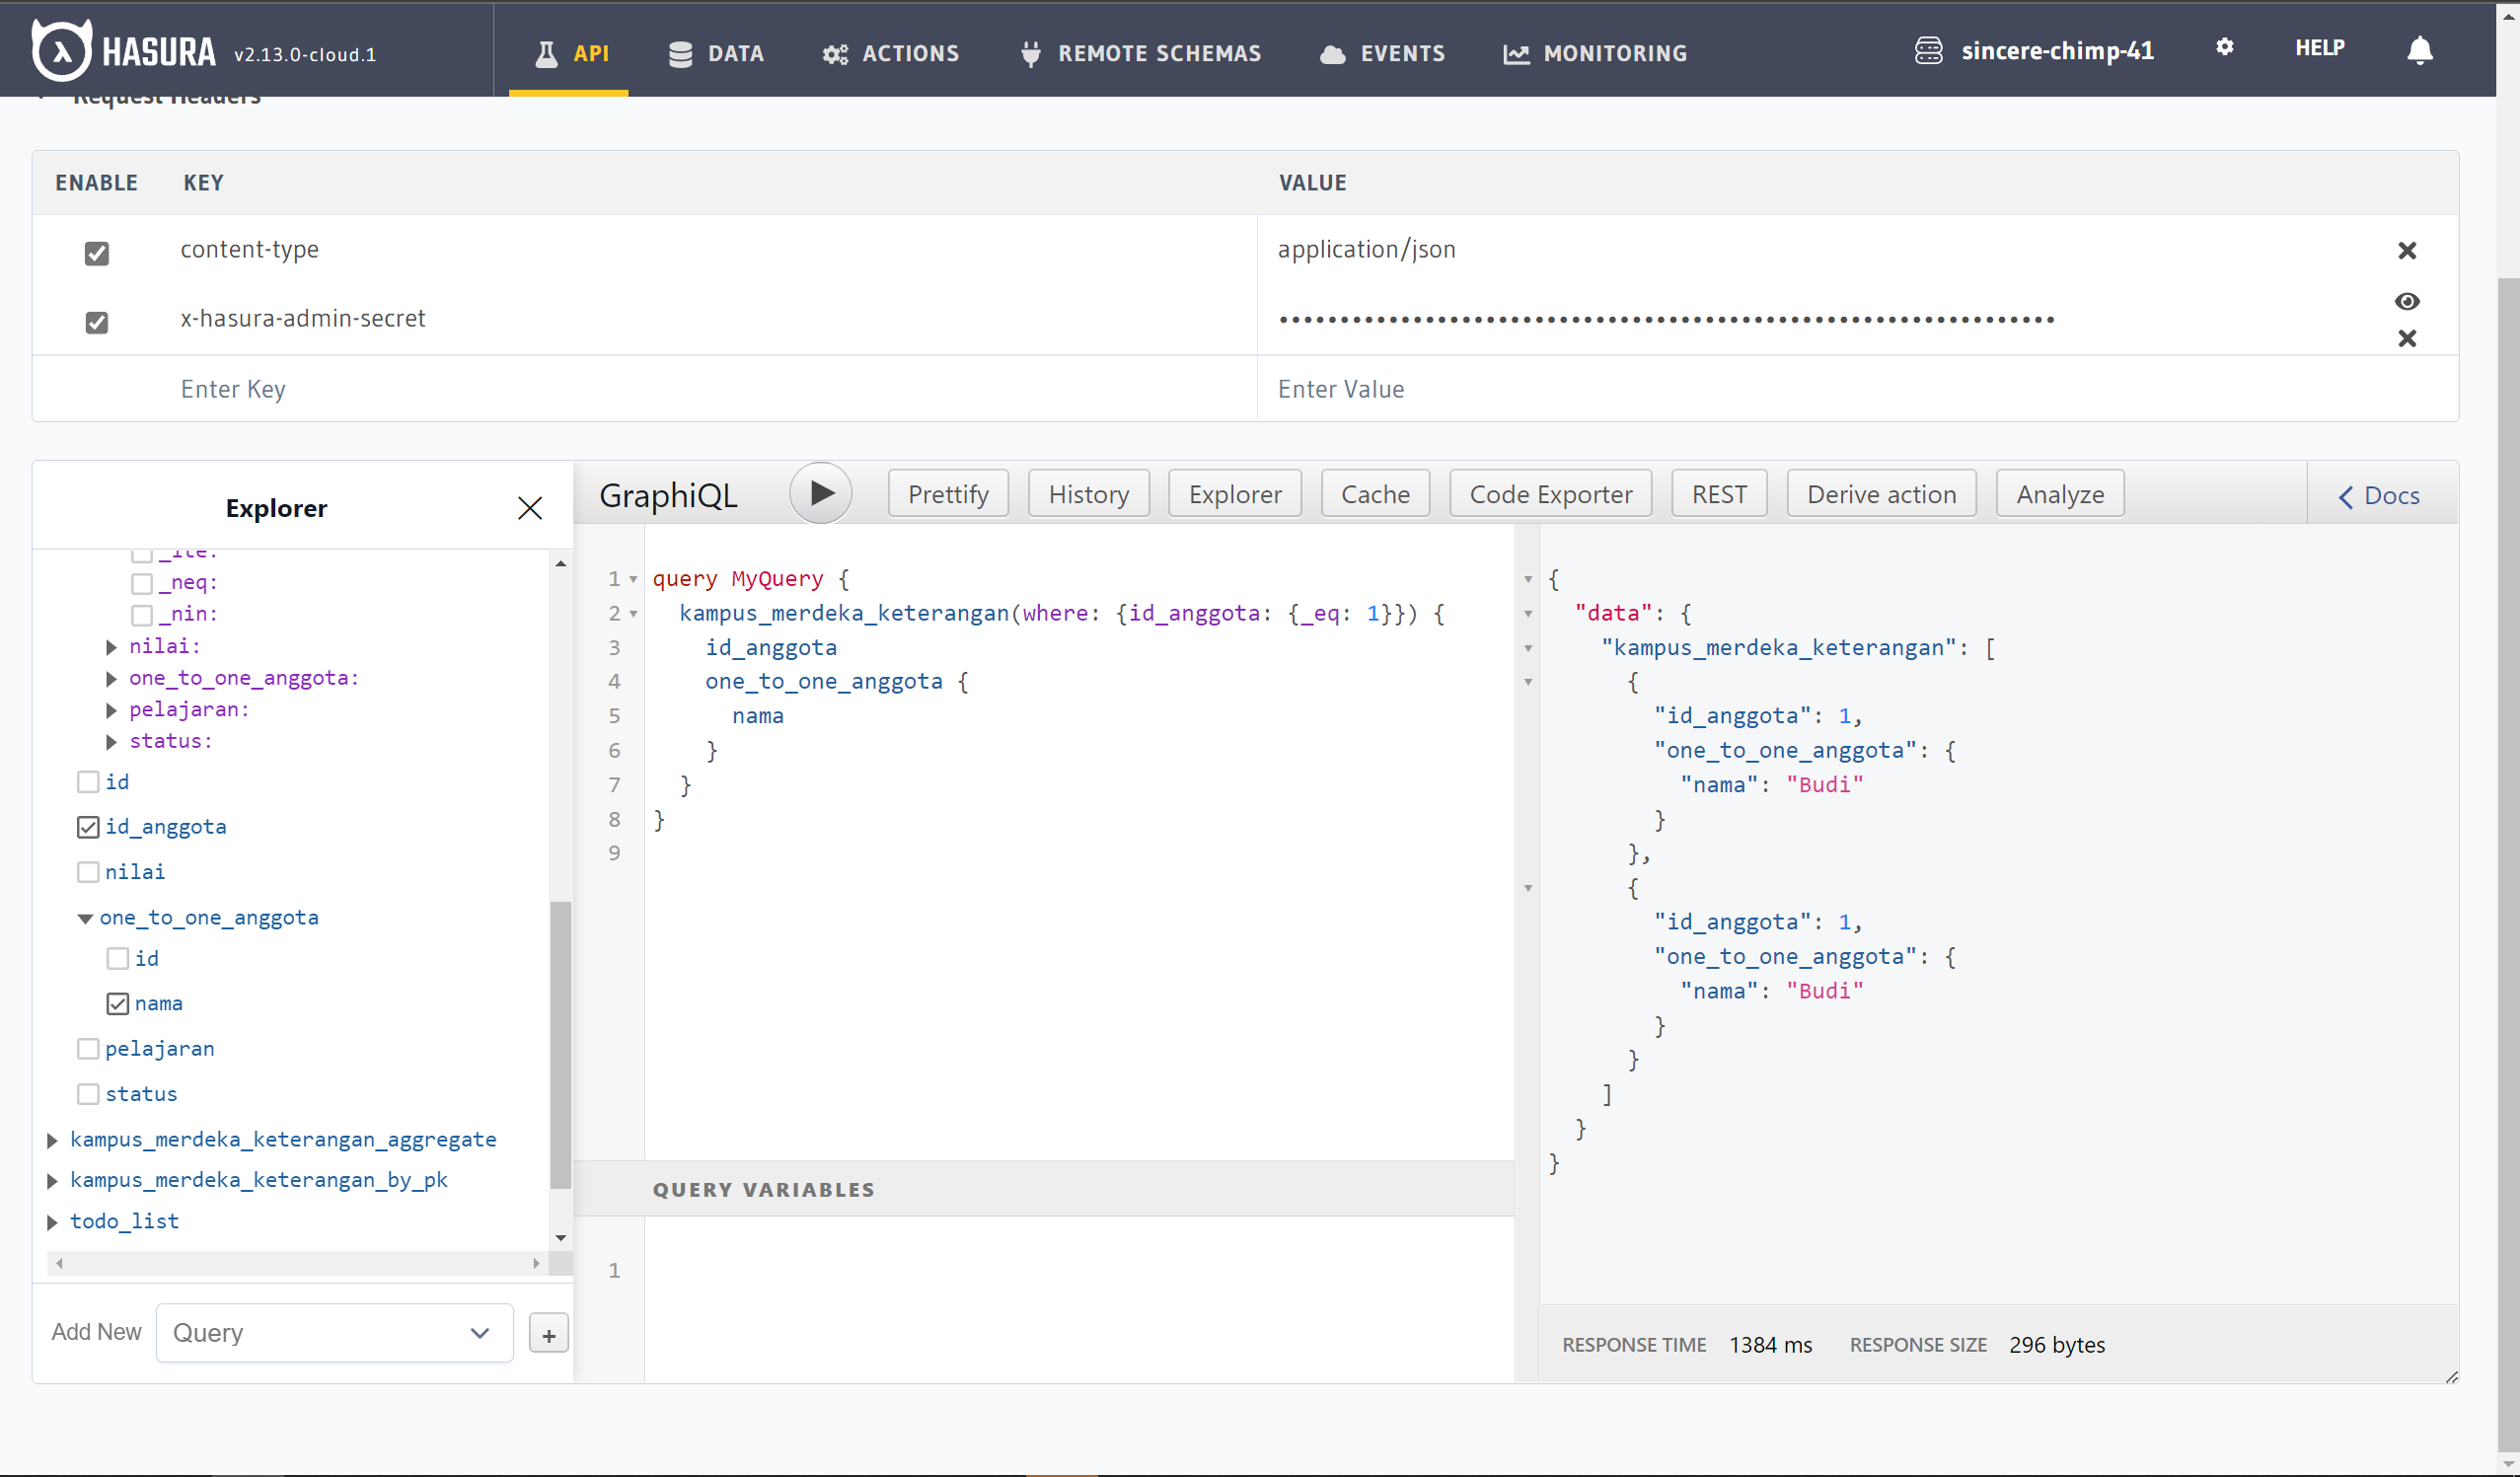 HASURA v2.13.0-cloud.1 API DATA ACTIONS REMOTE SCHEMAS EVENTS MONITORING sincere-chimp-41 HELP
Request Headers
ENABLE KEY VALUE
content-type application/json
x-hasura-admin-secret ••••••••••••••••••••••••••••••••••••••••••••••••••••••••••••••••
Enter Key Enter Value
Explorer
_lte:
_neq:
_nin:
nilai:
one_to_one_anggota:
pelajaran:
status:
id
id_anggota
nilai
one_to_one_anggota
id
nama
pelajaran
status
kampus_merdeka_keterangan_aggregate
kampus_merdeka_keterangan_by_pk
todo_list
Add New Query +
GraphiQL Prettify History Explorer Cache Code Exporter REST Derive action Analyze Docs
1 query MyQuery {
2 kampus_merdeka_keterangan(where: {id_anggota: {_eq: 1}}) {
3 id_anggota
4 one_to_one_anggota {
5 nama
6 }
7 }
8 }
9
QUERY VARIABLES
1
{
"data": {
"kampus_merdeka_keterangan": [
{
"id_anggota": 1,
"one_to_one_anggota": {
"nama": "Budi"
}
},
{
"id_anggota": 1,
"one_to_one_anggota": {
"nama": "Budi"
}
}
]
}
}
RESPONSE TIME 1384 ms RESPONSE SIZE 296 bytes